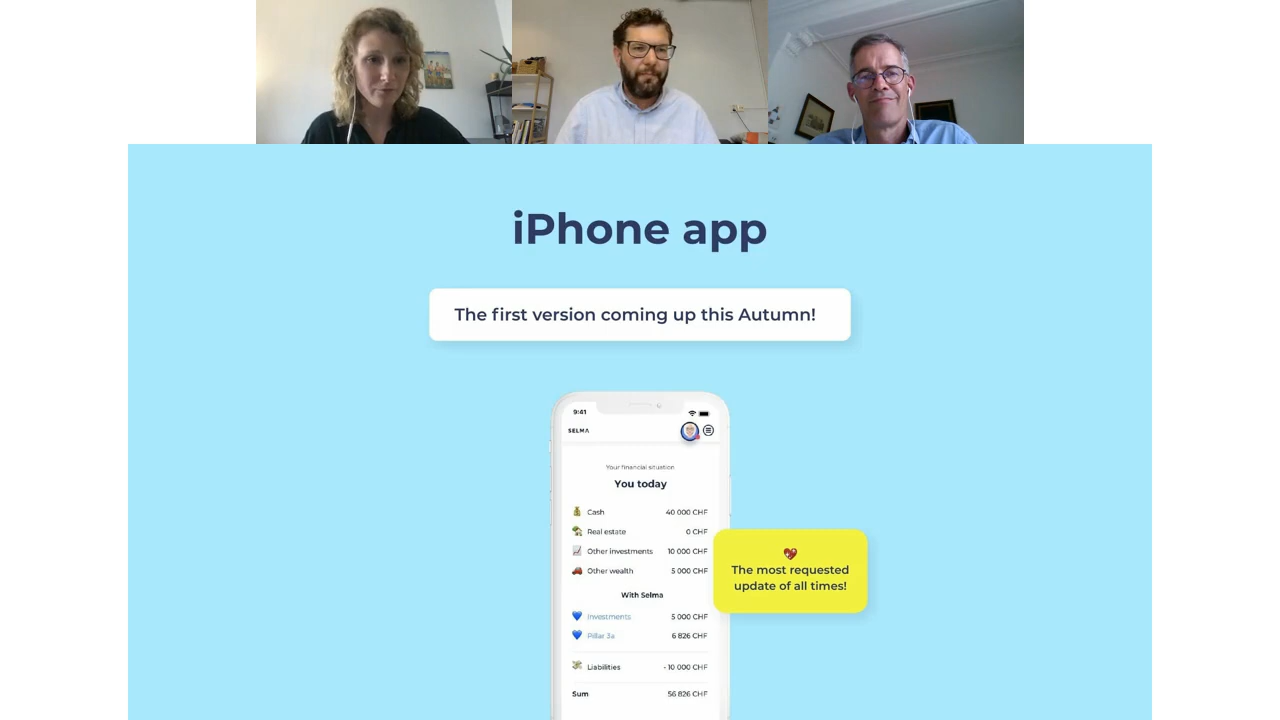 iPhone app
The first version coming up this Autumn!
9:41
SELMA
Your financial situation
You today
Cash 40 000 CHF
Real estate 0 CHF
Other investments 10 000 CHF
Other wealth 5 000 CHF
With Selma
Investments 5 000 CHF
Pillar 3a 6 826 CHF
Liabilities - 10 000 CHF
Sum 56 826 CHF
The most requested
update of all times!